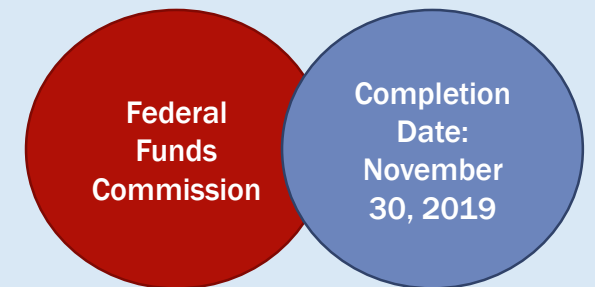 Federal
Funds
Commission
Completion
Date:
November
30, 2019